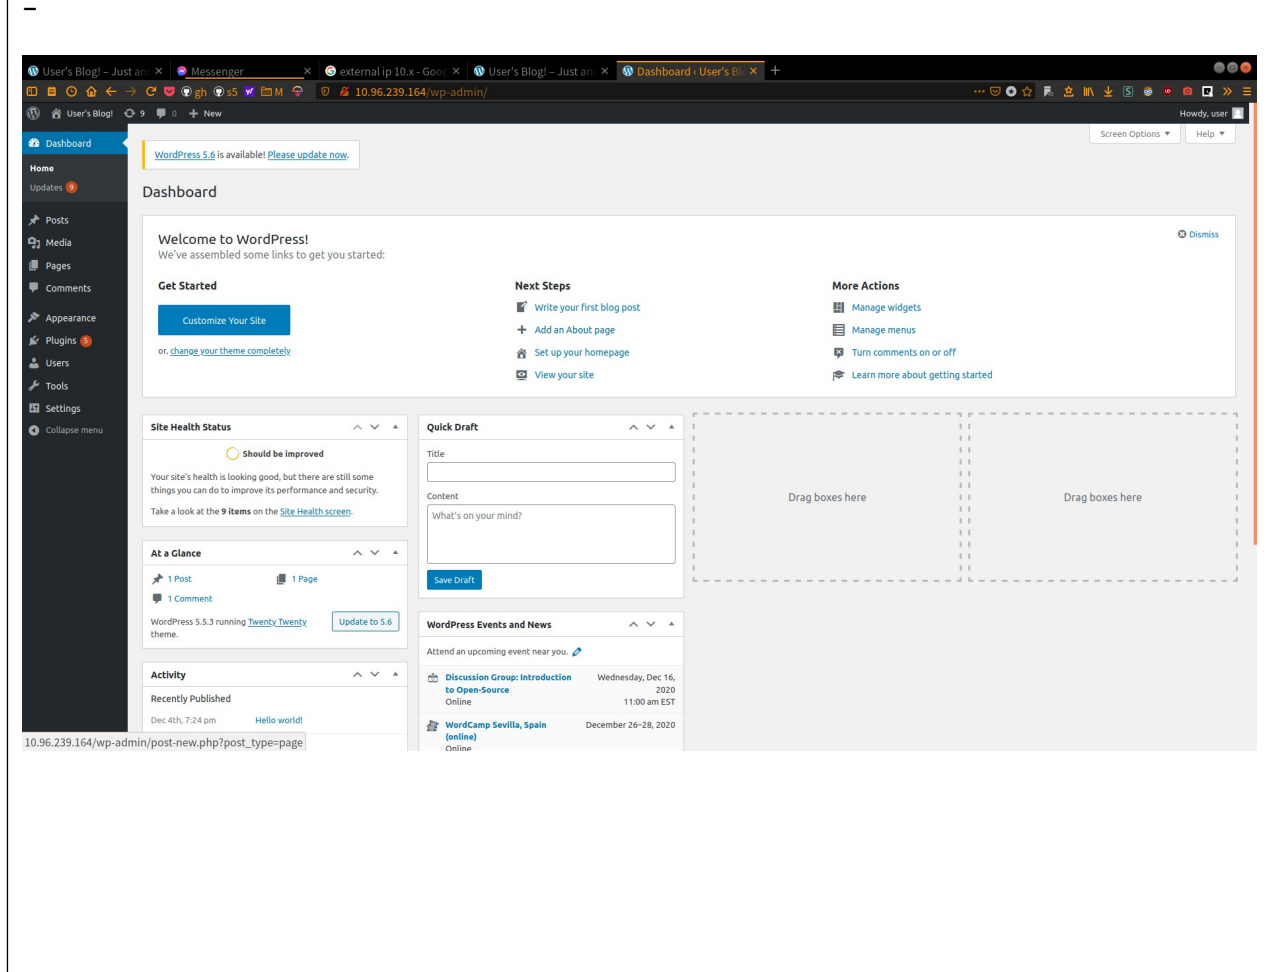 –
User's Blog! – Just an
Messenger
external ip 10.x - Goo
User's Blog! – Just an
Dashboard ‹ User's Bl
gh
s5
M
10.96.239.164/wp-admin/
User's Blog!
9
0
New
Howdy, user
Dashboard
Home
Updates 9
Posts
Media
Pages
Comments
Appearance
Plugins 5
Users
Tools
Settings
Collapse menu
Screen Options
Help
WordPress 5.6 is available! Please update now.
Dashboard
Welcome to WordPress!
We've assembled some links to get you started:
Dismiss
Get Started
Customize Your Site
or, change your theme completely
Next Steps
Write your first blog post
Add an About page
Set up your homepage
View your site
More Actions
Manage widgets
Manage menus
Turn comments on or off
Learn more about getting started
Site Health Status
Should be improved
Your site's health is looking good, but there are still some
things you can do to improve its performance and security.
Take a look at the 9 items on the Site Health screen.
At a Glance
1 Post
1 Page
1 Comment
WordPress 5.5.3 running Twenty Twenty
theme.
Update to 5.6
Activity
Recently Published
Dec 4th, 7:24 pm
Hello world!
Quick Draft
Title
Content
What's on your mind?
Save Draft
WordPress Events and News
Attend an upcoming event near you.
Discussion Group: Introduction
to Open-Source
Online
Wednesday, Dec 16,
2020
11:00 am EST
WordCamp Sevilla, Spain
(online)
Online
December 26–28, 2020
Drag boxes here
Drag boxes here
10.96.239.164/wp-admin/post-new.php?post_type=page